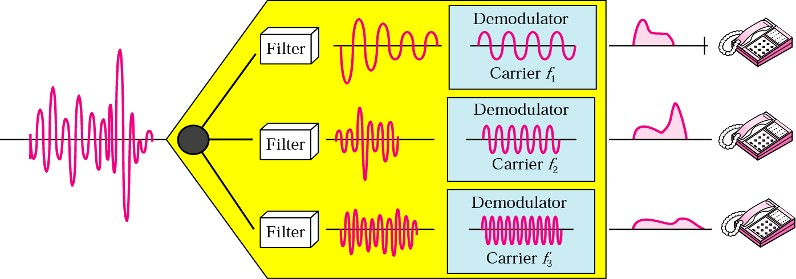 Filter
Demodulator
Carrier f1
Filter
Demodulator
Carrier f2
Filter
Demodulator
Carrier f3